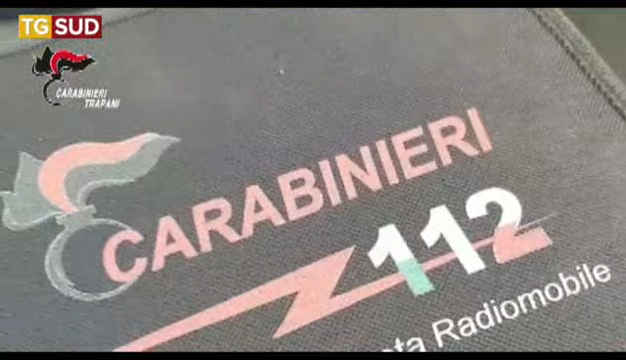 TG SUD
CARABINIERI
TRAPANI
CARABINIERI
112
Radiomobile